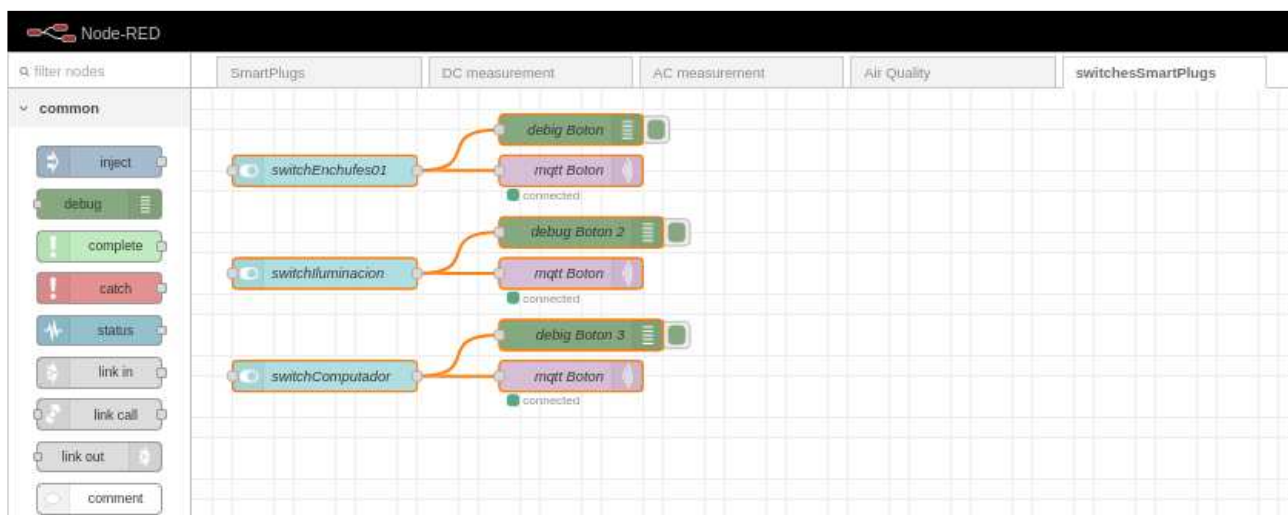 Node-RED
filter nodes
SmartPlugs
DC measurement
AC measurement
Air Quality
switchesSmartPlugs
common
inject
debug
complete
catch
status
link in
link call
link out
comment
debig Boton
switchEnchufes01
mqtt Boton
connected
debug Boton 2
switchIluminacion
mqtt Boton
connected
debig Boton 3
switchComputador
mqtt Boton
connected